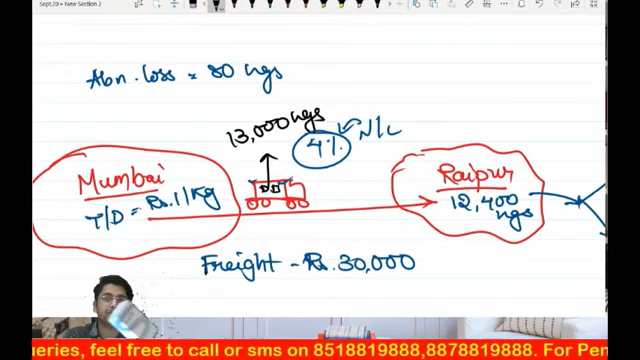 Sept.20 + New Section 2
Abn. loss = 80 kgs
13,000 kgs
4%
N/L
Mumbai
T/D = Rs.1/Kg
Raipur
12,400
kgs
Freight - Rs. 30,000
ueries, feel free to call or sms on 8518819888, 8878819888. For Pen